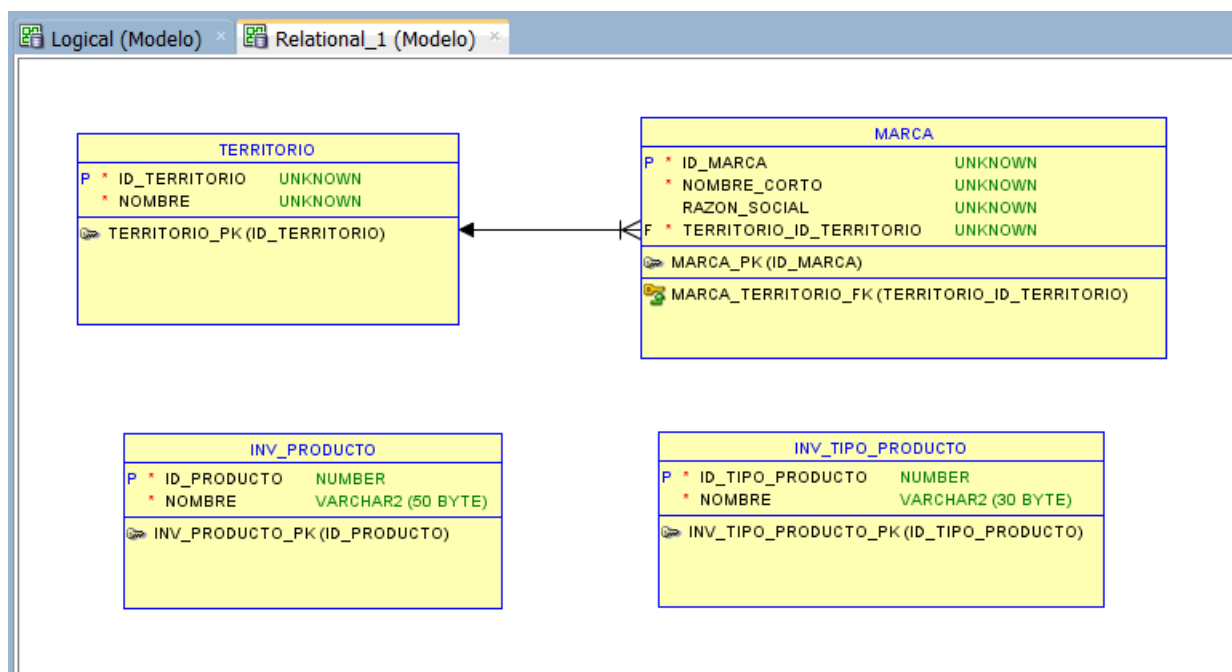 Logical (Modelo) × Relational_1 (Modelo) ×
TERRITORIO
P * ID_TERRITORIO UNKNOWN
* NOMBRE UNKNOWN
TERRITORIO_PK (ID_TERRITORIO)
MARCA
P * ID_MARCA UNKNOWN
* NOMBRE_CORTO UNKNOWN
RAZON_SOCIAL UNKNOWN
F * TERRITORIO_ID_TERRITORIO UNKNOWN
MARCA_PK (ID_MARCA)
MARCA_TERRITORIO_FK (TERRITORIO_ID_TERRITORIO)
INV_PRODUCTO
P * ID_PRODUCTO NUMBER
* NOMBRE VARCHAR2 (50 BYTE)
INV_PRODUCTO_PK (ID_PRODUCTO)
INV_TIPO_PRODUCTO
P * ID_TIPO_PRODUCTO NUMBER
* NOMBRE VARCHAR2 (30 BYTE)
INV_TIPO_PRODUCTO_PK (ID_TIPO_PRODUCTO)